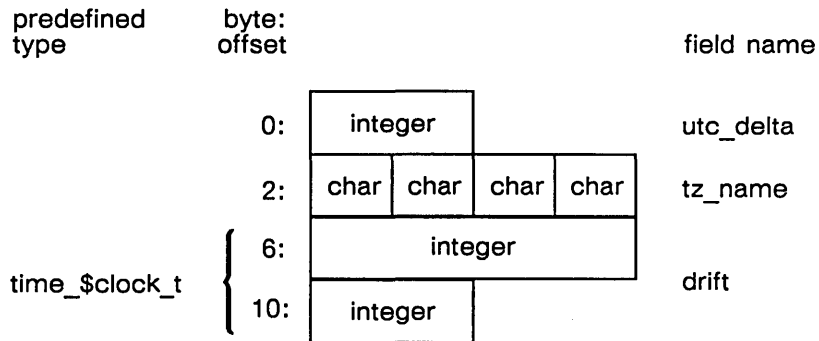 predefined byte:
type offset field name
0: integer utc_delta
2: char char char char tz_name
6: integer
time_$clock_t drift
10: integer